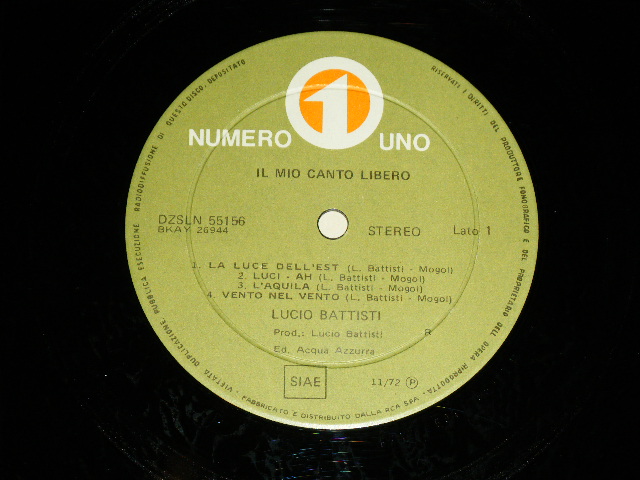 NUMERO 1 UNO
IL MIO CANTO LIBERO
DZSLN 55156
BKAY 26944
STEREO
Lato 1
1. LA LUCE DELL'EST (L. Battisti - Mogol)
2. LUCI - AH (L. Battisti - Mogol)
3. L'AQUILA (L. Battisti - Mogol)
4. VENTO NEL VENTO (L. Battisti - Mogol)
LUCIO BATTISTI
Prod.: Lucio Battisti
R
Ed. Acqua Azzurra
SIAE
11/72 Ⓟ
RISERVATI I DIRITTI DEL PRODUTTORE FONOGRAFICO E DEL PROPRIETARIO DELL'OPERA RIPRODOTTA-
- FABBRICATO E DISTRIBUITO DALLA RCA SPA -
VIETATA DUPLICAZIONE PUBBLICA ESECUZIONE RADIODIFFUSIONE DI QUESTO DISCO, DEPOSITATO